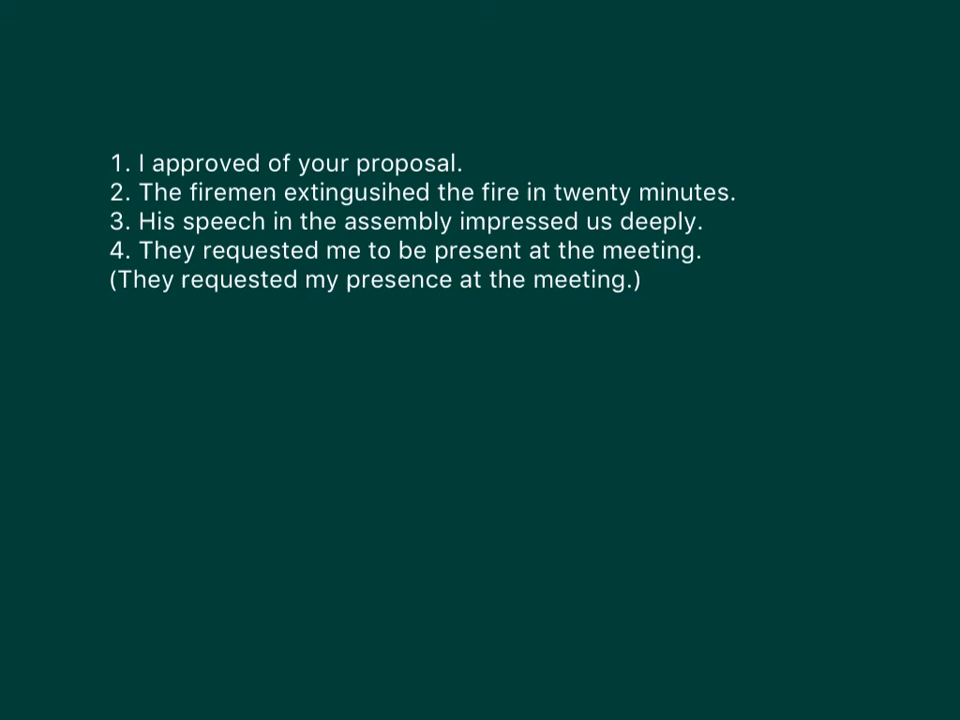 1. I approved of your proposal.
2. The firemen extingusihed the fire in twenty minutes.
3. His speech in the assembly impressed us deeply.
4. They requested me to be present at the meeting.
(They requested my presence at the meeting.)